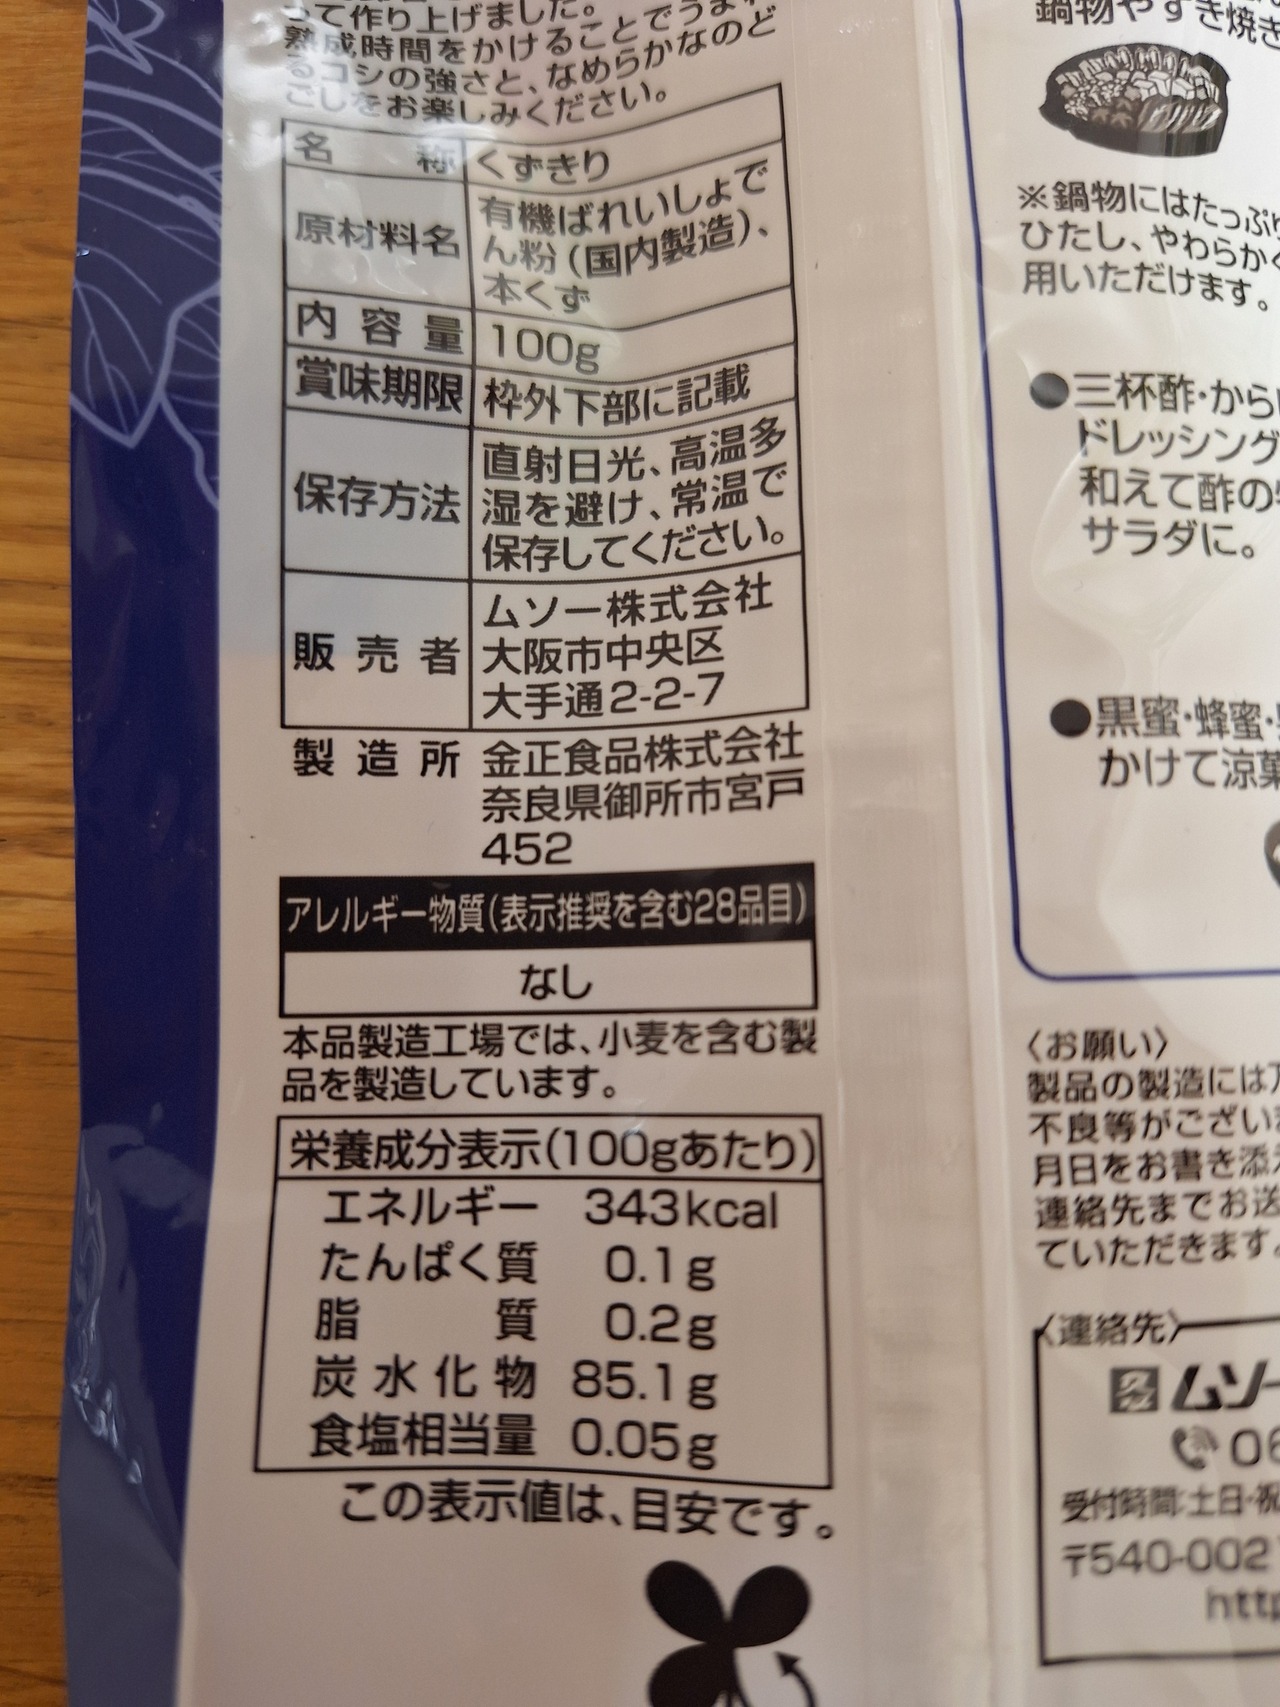 って作り上げました。
熟成時間をかけることでうま
るコシの強さと、なめらかなのど
ごしをお楽しみください。
名称 くずきり
原材料名 有機ばれいしょで
ん粉(国内製造)、
本くず
内容量 100g
賞味期限 枠外下部に記載
保存方法 直射日光、高温多
湿を避け、常温で
保存してください。
販売者 ムソー株式会社
大阪市中央区
大手通2-2-7
製造所 金正食品株式会社
奈良県御所市宮戸
452
アレルギー物質(表示推奨を含む28品目)
なし
本品製造工場では、小麦を含む製
品を製造しています。
栄養成分表示(100gあたり)
エネルギー 343kcal
たんぱく質 0.1g
脂質 0.2g
炭水化物 85.1g
食塩相当量 0.05g
この表示値は、目安です。
鍋物やすき焼き
※鍋物にはたっぷり
ひたし、やわらかく
用いただけます。
●三杯酢・から
ドレッシング
和えて酢の
サラダに。
●黒蜜・蜂蜜・
かけて涼菓
〈お願い〉
製品の製造には
不良等がござい
月日をお書き添え
連絡先までお送
ていただきます。
〈連絡先〉
ムソー
06
受付時間:土日・祝
〒540-002
http